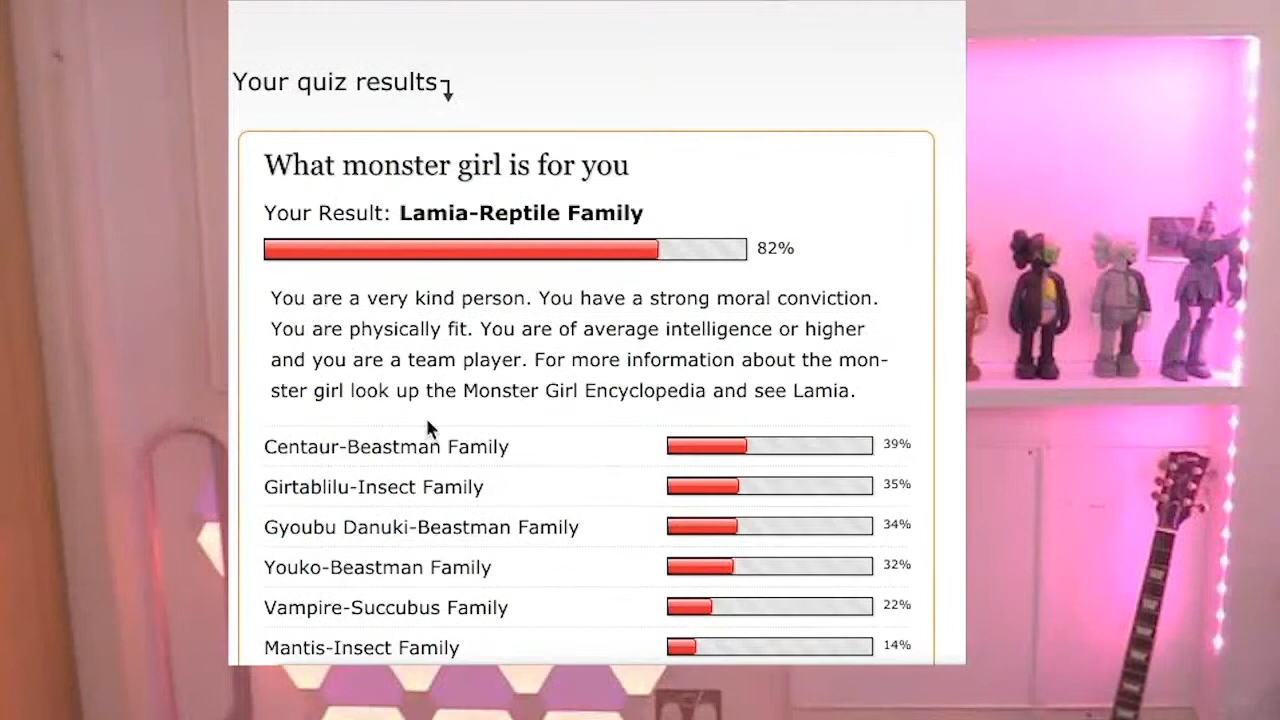 Your quiz results
What monster girl is for you
Your Result: Lamia-Reptile Family
82%
You are a very kind person. You have a strong moral conviction.
You are physically fit. You are of average intelligence or higher
and you are a team player. For more information about the mon-
ster girl look up the Monster Girl Encyclopedia and see Lamia.
Centaur-Beastman Family 39%
Girtablilu-Insect Family 35%
Gyoubu Danuki-Beastman Family 34%
Youko-Beastman Family 32%
Vampire-Succubus Family 22%
Mantis-Insect Family 14%